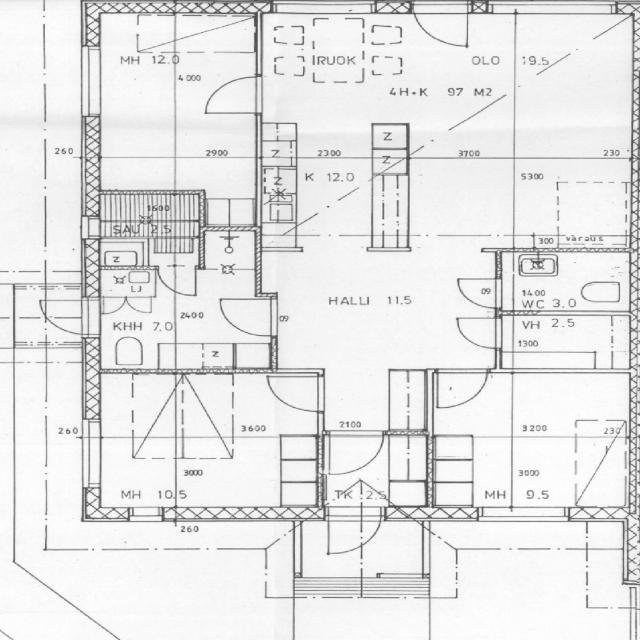 MH 12.0
4000
RUOK
OLO 19.5
4H+K 97 M2
260
2900
2300
3700
230
Z
Z
Z
K 12.0
5300
1600
SAU 2.5
300
varaus
Z
LJ
HALLI 11.5
90
1400
WC 3.0
KHH 7.0
2400
90
VH 2.5
1300
Z
260
3600
2100
3200
230
3000
3000
MH 10.5
TK 2.5
MH 9.5
260